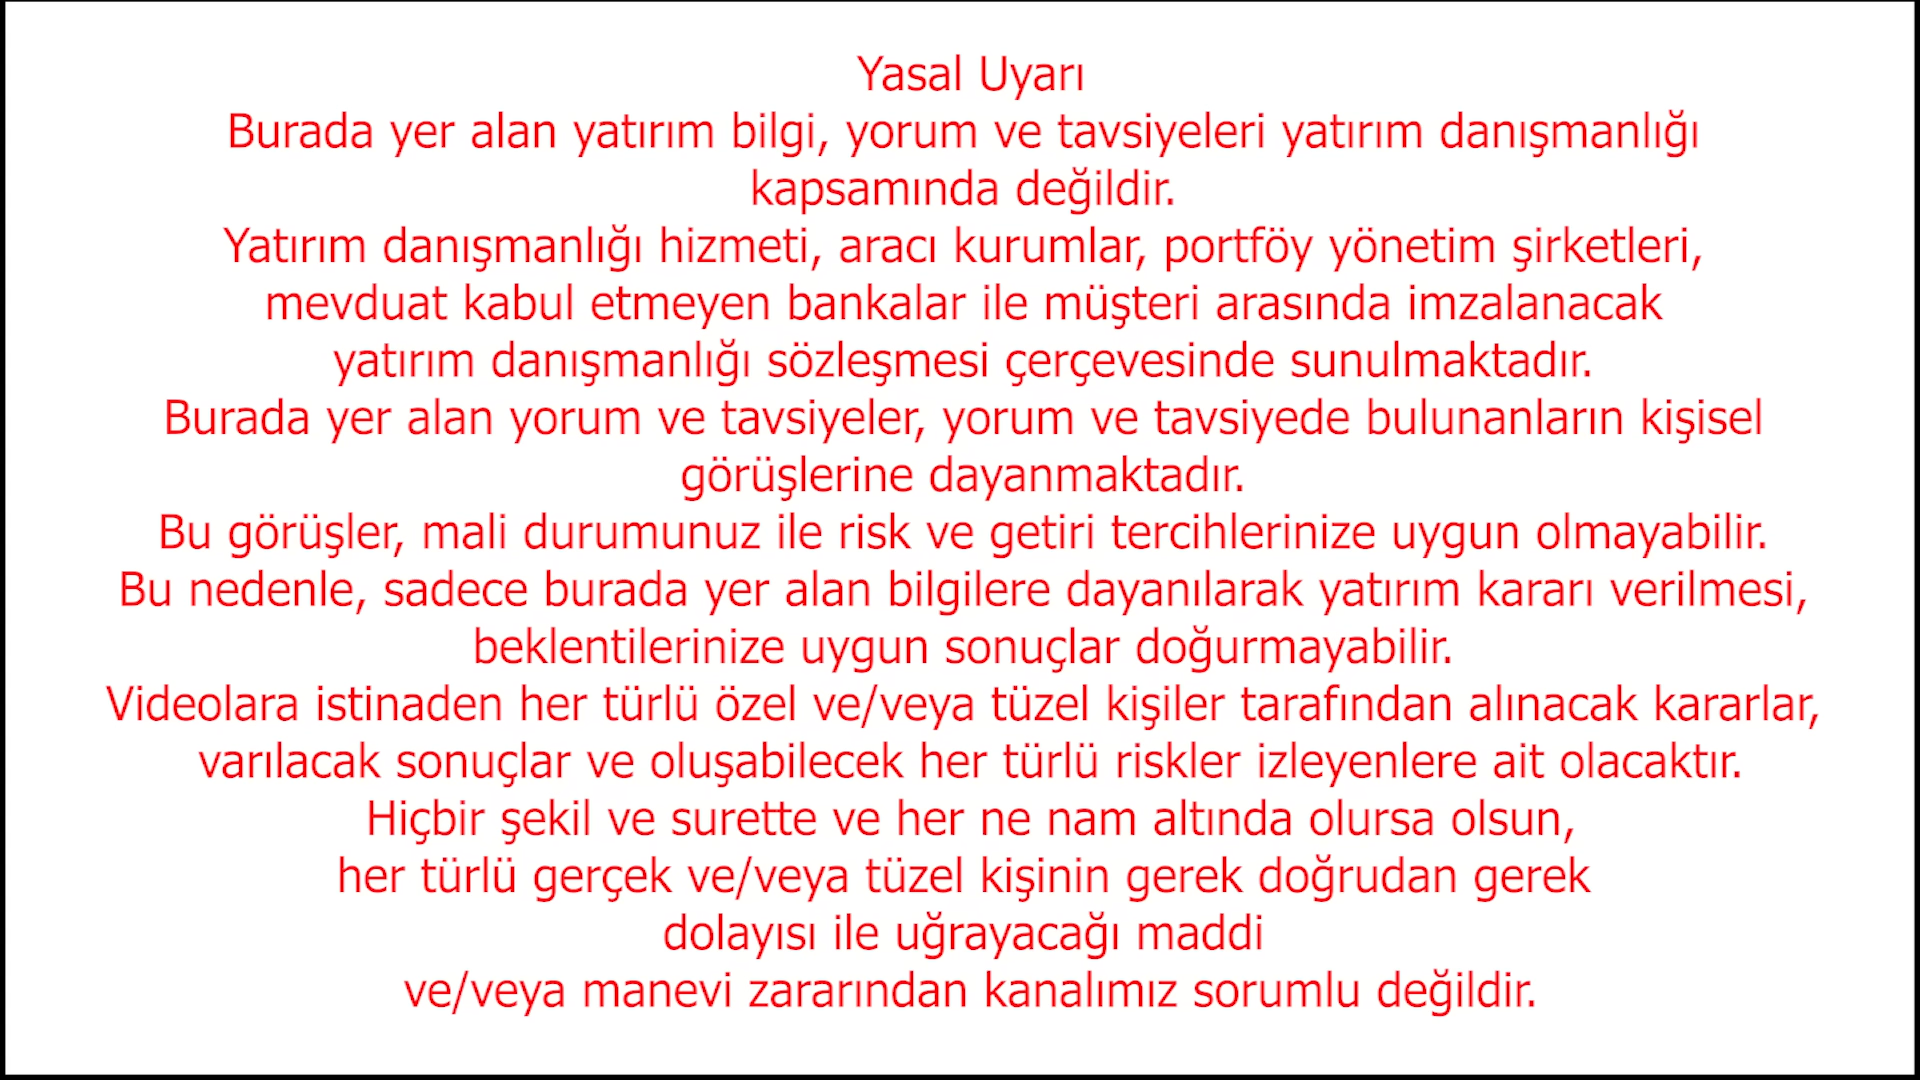 Yasal Uyarı
Burada yer alan yatırım bilgi, yorum ve tavsiyeleri yatırım danışmanlığı
kapsamında değildir.
Yatırım danışmanlığı hizmeti, aracı kurumlar, portföy yönetim şirketleri,
mevduat kabul etmeyen bankalar ile müşteri arasında imzalanacak
yatırım danışmanlığı sözleşmesi çerçevesinde sunulmaktadır.
Burada yer alan yorum ve tavsiyeler, yorum ve tavsiyede bulunanların kişisel
görüşlerine dayanmaktadır.
Bu görüşler, mali durumunuz ile risk ve getiri tercihlerinize uygun olmayabilir.
Bu nedenle, sadece burada yer alan bilgilere dayanılarak yatırım kararı verilmesi,
beklentilerinize uygun sonuçlar doğurmayabilir.
Videolara istinaden her türlü özel ve/veya tüzel kişiler tarafından alınacak kararlar,
varılacak sonuçlar ve oluşabilecek her türlü riskler izleyenlere ait olacaktır.
Hiçbir şekil ve surette ve her ne nam altında olursa olsun,
her türlü gerçek ve/veya tüzel kişinin gerek doğrudan gerek
dolayısı ile uğrayacağı maddi
ve/veya manevi zararından kanalımız sorumlu değildir.